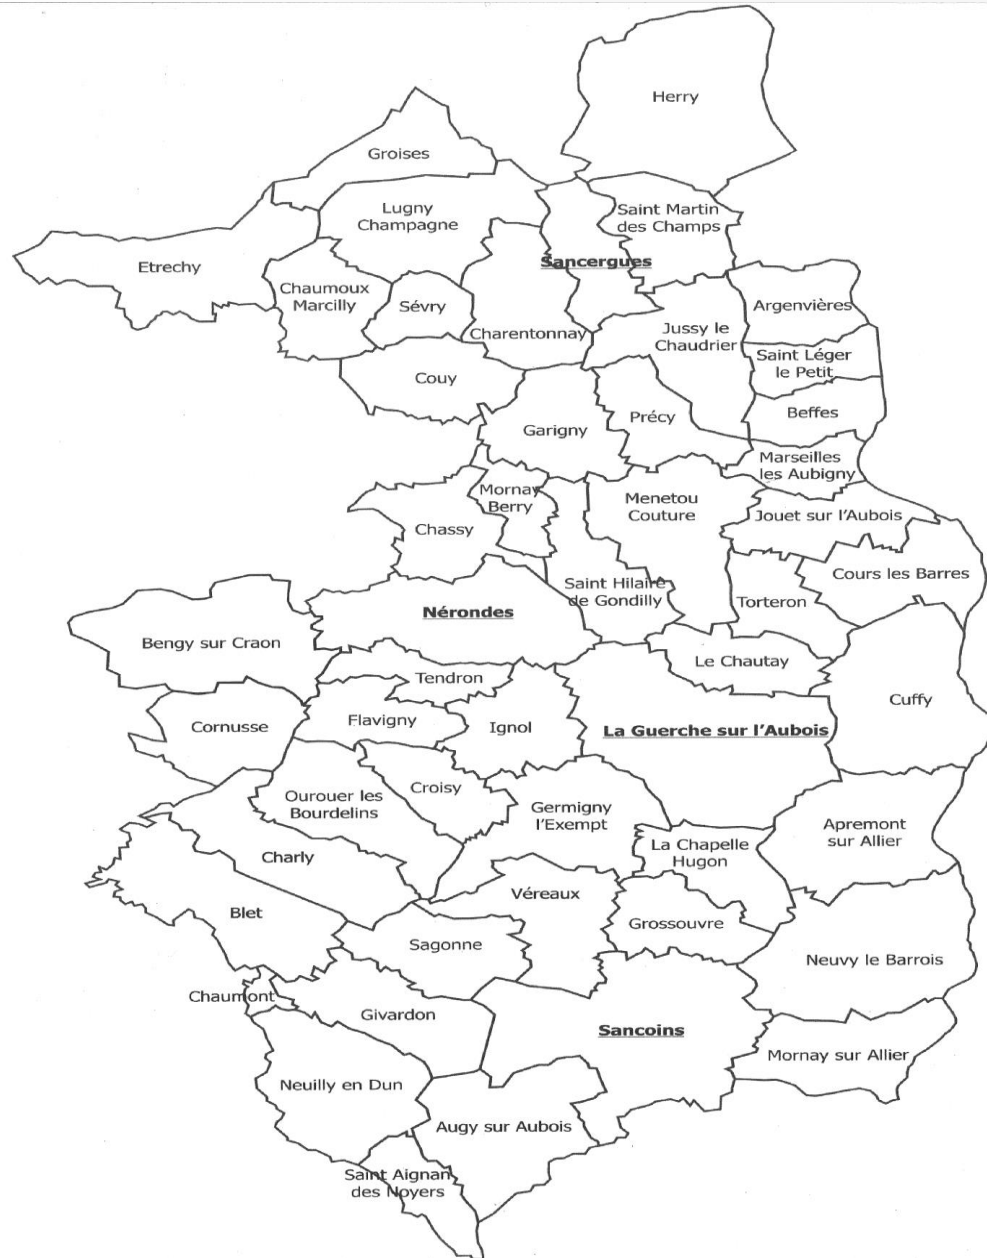 Herry
Groises
Lugny
Champagne
Saint Martin
des Champs
Sancergues
Etrechy
Chaumoux
Marcilly
Sévry
Charentonnay
Jussy le
Chaudrier
Argenvières
Saint Léger
le Petit
Couy
Garigny
Précy
Beffes
Marseilles
les Aubigny
Mornay
Berry
Menetou
Couture
Chassy
Jouet sur l'Aubois
Saint Hilaire
de Gondilly
Torteron
Cours les Barres
Nérondes
Bengy sur Craon
Le Chautay
Tendron
Cuffy
Cornusse
Flavigny
Ignol
La Guerche sur l'Aubois
Ourouer les
Bourdelins
Croisy
Germigny
l'Exempt
Apremont
sur Allier
La Chapelle
Hugon
Charly
Véreaux
Blet
Grossouvre
Sagonne
Neuvy le Barrois
Chaumont
Givardon
Sancoins
Mornay sur Allier
Neuilly en Dun
Augy sur Aubois
Saint Aignan
des Noyers